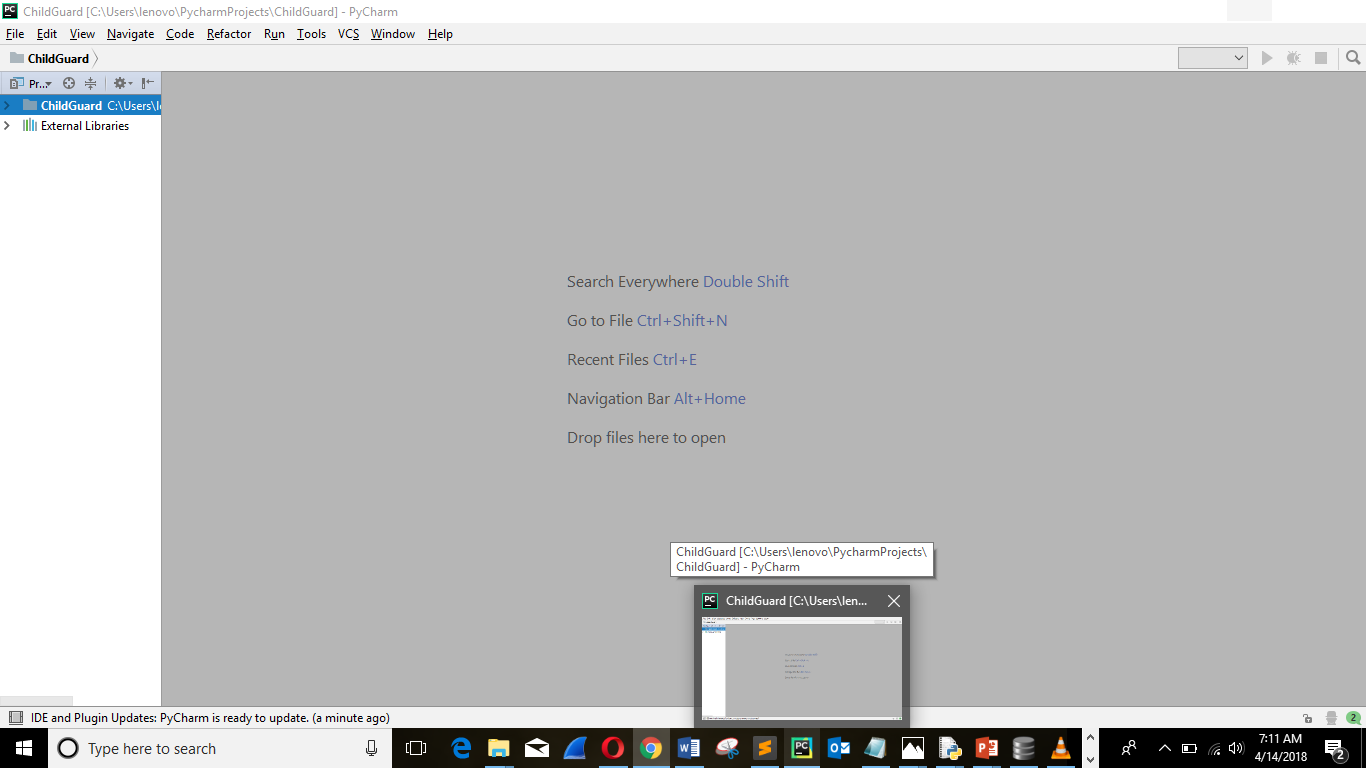 ChildGuard [C:\Users\lenovo\PycharmProjects\ChildGuard] - PyCharm
File Edit View Navigate Code Refactor Run Tools VCS Window Help
ChildGuard
Pr...
ChildGuard C:\Users\l
External Libraries
Search Everywhere Double Shift
Go to File Ctrl+Shift+N
Recent Files Ctrl+E
Navigation Bar Alt+Home
Drop files here to open
ChildGuard [C:\Users\lenovo\PycharmProjects\
ChildGuard] - PyCharm
ChildGuard [C:\Users\len...
IDE and Plugin Updates: PyCharm is ready to update. (a minute ago)
2
Type here to search
7:11 AM
4/14/2018
2